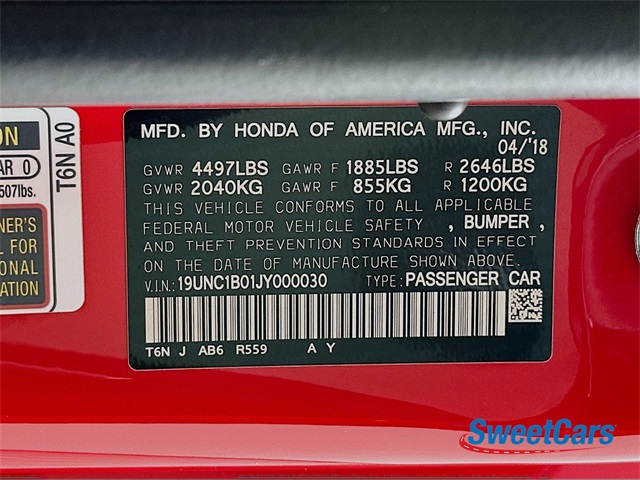 ON
AR 0
507lbs.
NER'S
L FOR
ONAL
ATION
T6N A0
MFD. BY HONDA OF AMERICA MFG., INC.
04/'18
GVWR 4497LBS GAWR F 1885LBS R 2646LBS
GVWR 2040KG GAWR F 855KG R 1200KG
THIS VEHICLE CONFORMS TO ALL APPLICABLE
FEDERAL MOTOR VEHICLE SAFETY , BUMPER ,
AND THEFT PREVENTION STANDARDS IN EFFECT
ON THE DATE OF MANUFACTURE SHOWN ABOVE.
V.I.N.: 19UNC1B01JY000030 TYPE: PASSENGER CAR
T6N J AB6 R559 A Y
SweetCars